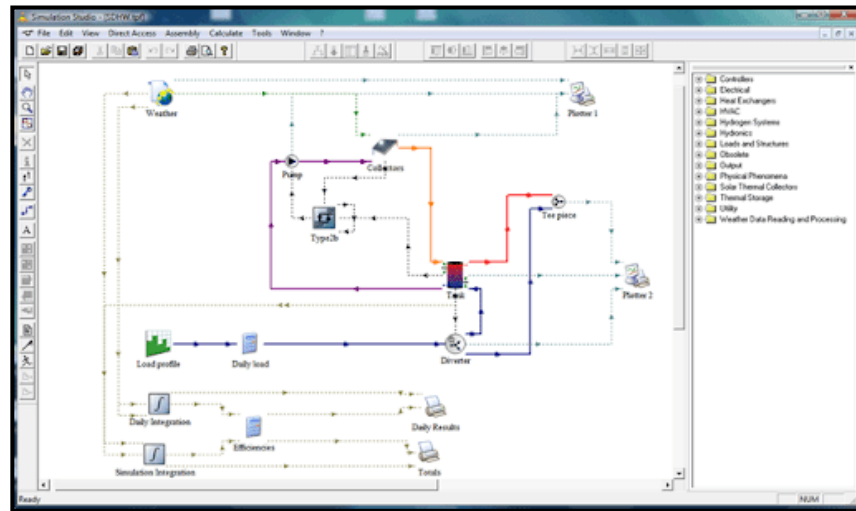 Simulation Studio - [SDHW.tpf]
File Edit View Direct Access Assembly Calculate Tools Window ?
Weather
Plotter 1
Collectors
Pump
Type2b
Tee piece
Tank
Plotter 2
Load profile
Daily load
Diverter
Daily Integration
Daily Results
Efficiencies
Simulation Integration
Totals
Controllers
Electrical
Heat Exchangers
HVAC
Hydrogen Systems
Hydronics
Loads and Structures
Obsolete
Output
Physical Phenomena
Solar Thermal Collectors
Thermal Storage
Utility
Weather Data Reading and Processing
Ready
NUM